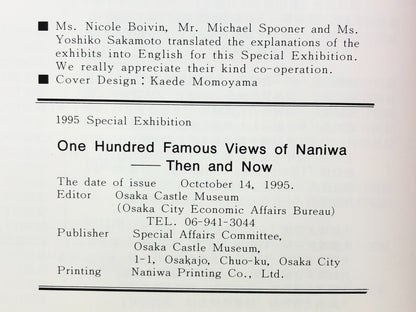 ■ Ms. Nicole Boivin, Mr. Michael Spooner and Ms.
Yoshiko Sakamoto translated the explanations of the
exhibits into English for this Special Exhibition.
We really appreciate their kind co-operation.
■ Cover Design : Kaede Momoyama
1995 Special Exhibition
One Hundred Famous Views of Naniwa
—— Then and Now
The date of issue Octctober 14, 1995.
Editor Osaka Castle Museum
(Osaka City Economic Affairs Bureau)
TEL. 06-941-3044
Publisher Special Affairs Committee,
Osaka Castle Museum,
1-1, Osakajo, Chuo-ku, Osaka City
Printing Naniwa Printing Co., Ltd.